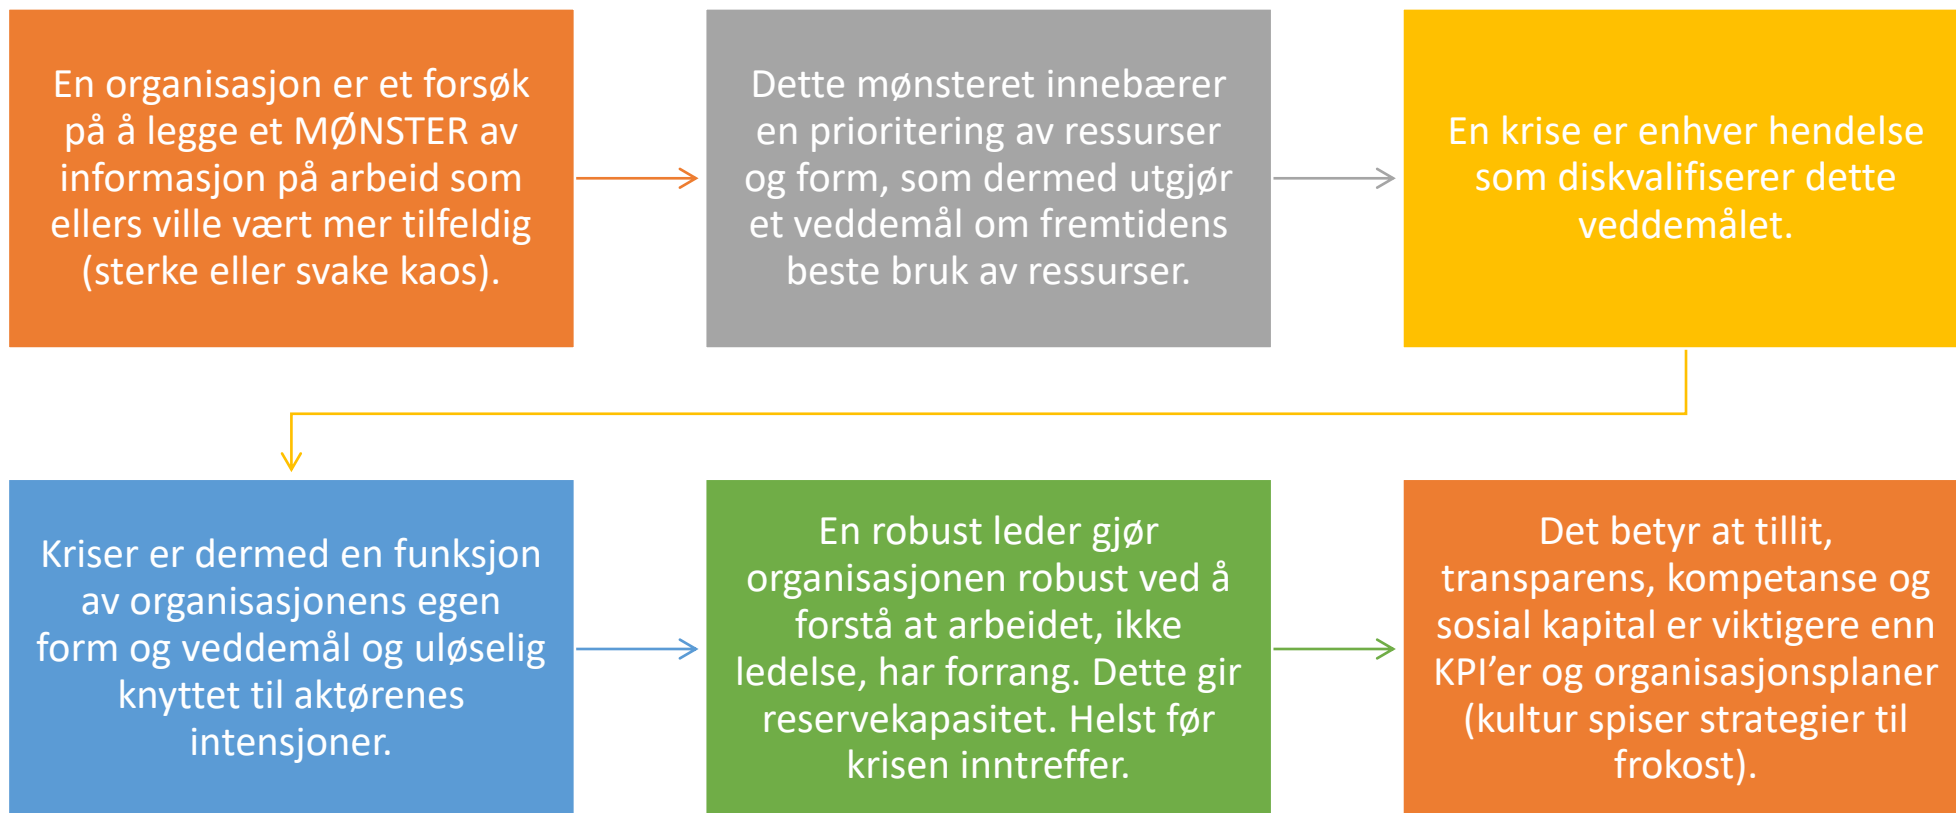 En organisasjon er et forsøk
på å legge et MØNSTER av
informasjon på arbeid som
ellers ville vært mer tilfeldig
(sterke eller svake kaos).
Dette mønsteret innebærer
en prioritering av ressurser
og form, som dermed utgjør
et veddemål om fremtidens
beste bruk av ressurser.
En krise er enhver hendelse
som diskvalifiserer dette
veddemålet.
Kriser er dermed en funksjon
av organisasjonens egen
form og veddemål og uløselig
knyttet til aktørenes
intensjoner.
En robust leder gjør
organisasjonen robust ved å
forstå at arbeidet, ikke
ledelse, har forrang. Dette gir
reservekapasitet. Helst før
krisen inntreffer.
Det betyr at tillit,
transparens, kompetanse og
sosial kapital er viktigere enn
KPI’er og organisasjonsplaner
(kultur spiser strategier til
frokost).